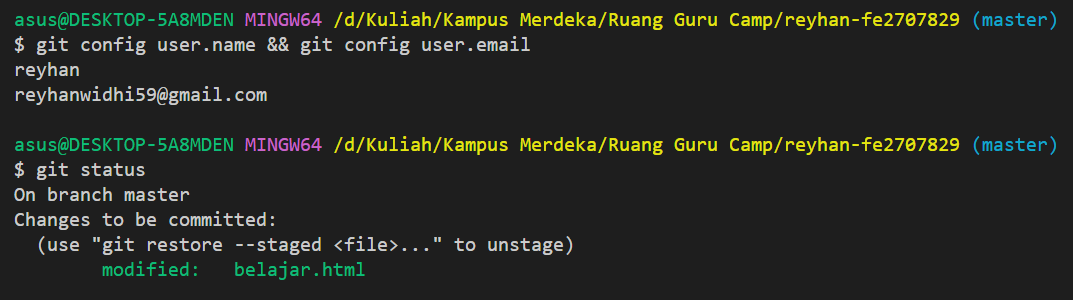 asus@DESKTOP-5A8MDEN MINGW64 /d/Kuliah/Kampus Merdeka/Ruang Guru Camp/reyhan-fe2707829 (master)
$ git config user.name && git config user.email
reyhan
reyhanwidhi59@gmail.com
asus@DESKTOP-5A8MDEN MINGW64 /d/Kuliah/Kampus Merdeka/Ruang Guru Camp/reyhan-fe2707829 (master)
$ git status
On branch master
Changes to be committed:
  (use "git restore --staged <file>..." to unstage)
        modified:   belajar.html